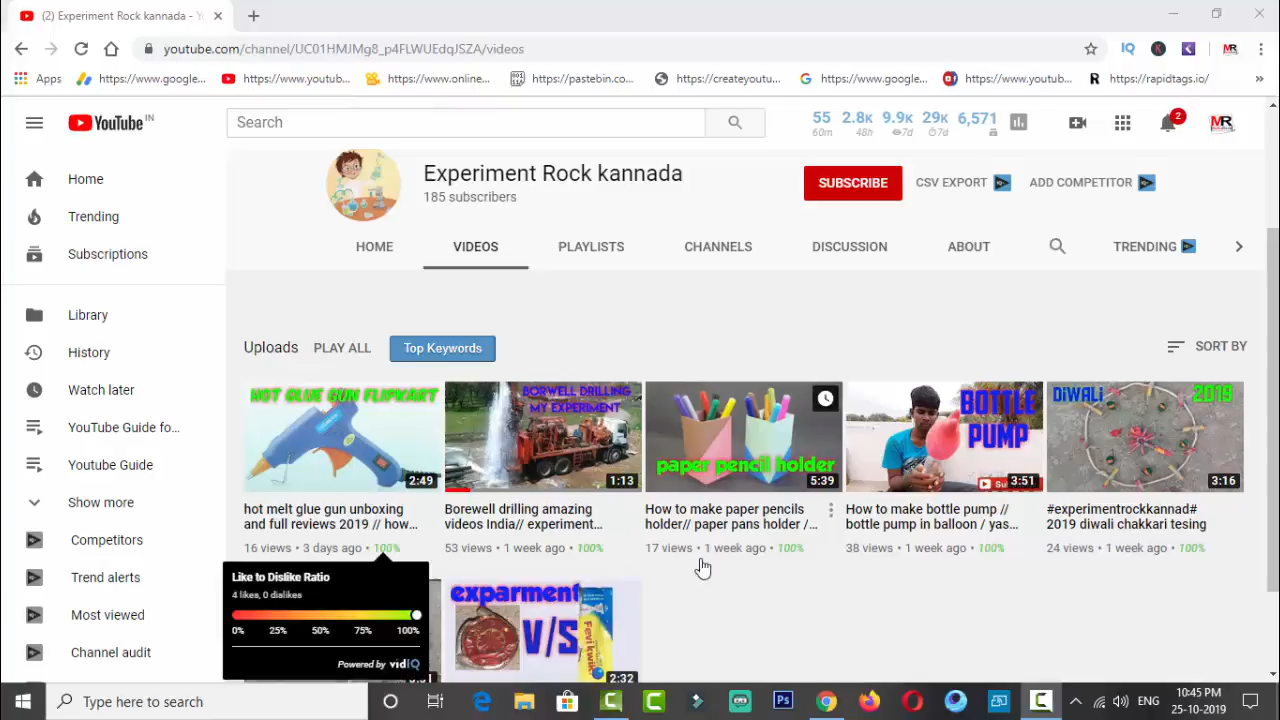 (2) Experiment Rock kannada - Y
youtube.com/channel/UC01HMJMg8_p4FLWUEdqJSZA/videos
Apps
https://www.google...
https://www.youtub...
https://www.online...
https://pastebin.co...
https://createyoutu...
https://www.google...
https://www.youtub...
https://rapidtags.io/
YouTube IN
Search
55 2.8K 9.9K 29K 6,571
60m 48h 7d 7d
2
MR
Home
Trending
Subscriptions
Library
History
Watch later
YouTube Guide fo...
Youtube Guide
Show more
Competitors
Trend alerts
Most viewed
Channel audit
Experiment Rock kannada
185 subscribers
SUBSCRIBE CSV EXPORT ADD COMPETITOR
HOME VIDEOS PLAYLISTS CHANNELS DISCUSSION ABOUT TRENDING
Uploads PLAY ALL Top Keywords SORT BY
HOT GLUE GUN FLIPKART
2:49
hot melt glue gun unboxing
and full reviews 2019 // how...
16 views • 3 days ago • 100%
BORWELL DRILLING
MY EXPERIMENT
1:13
Borewell drilling amazing
videos India// experiment...
53 views • 1 week ago • 100%
paper pencil holder
5:39
How to make paper pencils
holder// paper pans holder /...
17 views • 1 week ago • 100%
BOTTLE
PUMP
3:51
How to make bottle pump //
bottle pump in balloon / yas...
38 views • 1 week ago • 100%
DIWALI 2019
3:16
#experimentrockkannad#
2019 diwali chakkari tesing
24 views • 1 week ago • 100%
Like to Dislike Ratio
4 likes, 0 dislikes
0% 25% 50% 75% 100%
Powered by vidIQ
exparment
V/S
2:32
Type here to search
ENG
10:45 PM
25-10-2019